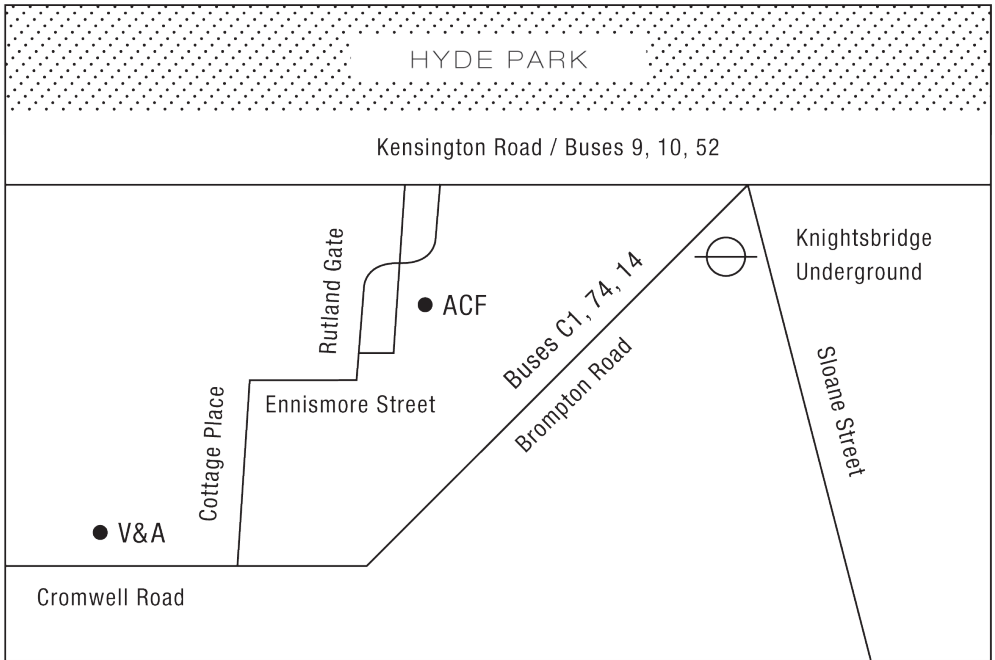 HYDE PARK
Kensington Road / Buses 9, 10, 52
Rutland Gate
ACF
Buses C1, 74, 14
Brompton Road
Knightsbridge
Underground
Sloane Street
Ennismore Street
Cottage Place
V&A
Cromwell Road